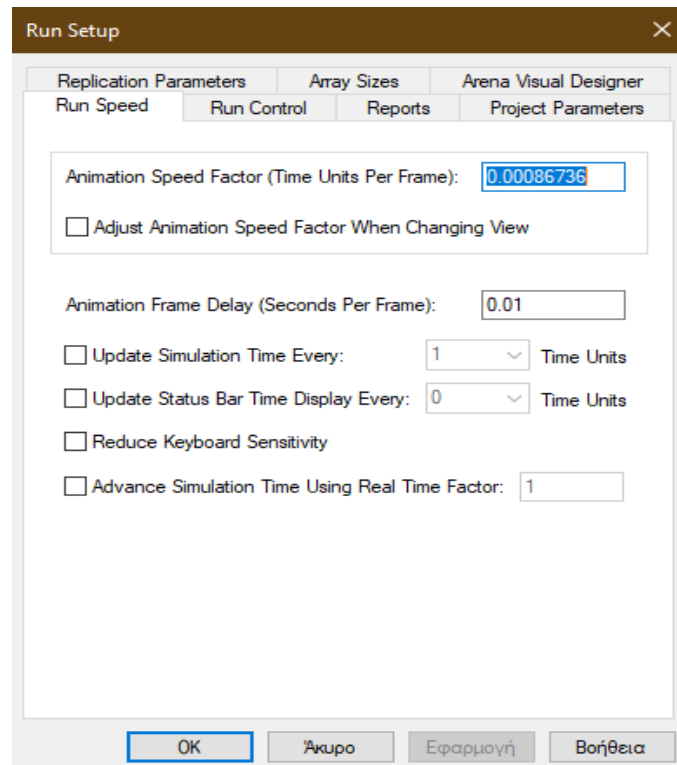 Run Setup
Replication Parameters Array Sizes Arena Visual Designer
Run Speed Run Control Reports Project Parameters
Animation Speed Factor (Time Units Per Frame): 0.00086736
Adjust Animation Speed Factor When Changing View
Animation Frame Delay (Seconds Per Frame): 0.01
Update Simulation Time Every: 1 Time Units
Update Status Bar Time Display Every: 0 Time Units
Reduce Keyboard Sensitivity
Advance Simulation Time Using Real Time Factor: 1
OK Άκυρο Εφαρμογή Βοήθεια